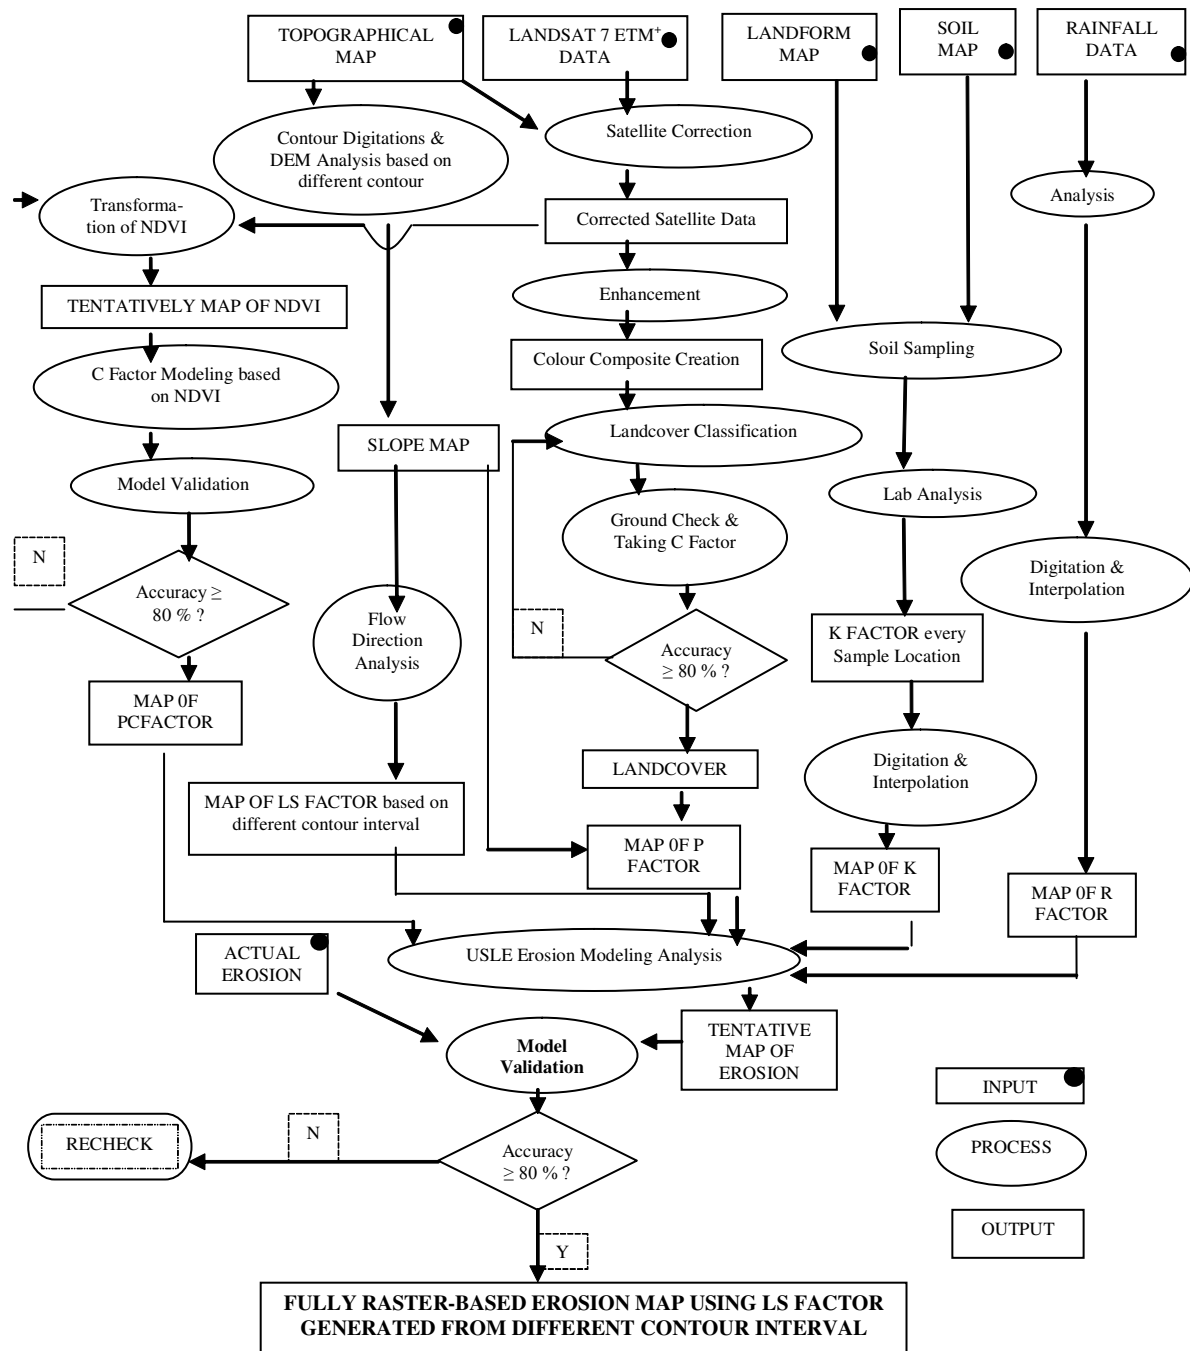 TOPOGRAPHICAL
MAP
LANDSAT 7 ETM+
DATA
LANDFORM
MAP
SOIL
MAP
RAINFALL
DATA
Contour Digitations &
DEM Analysis based on
different contour
Satellite Correction
Transforma-
tion of NDVI
Corrected Satellite Data
Analysis
TENTATIVELY MAP OF NDVI
Enhancement
C Factor Modeling based
on NDVI
Colour Composite Creation
Soil Sampling
SLOPE MAP
Landcover Classification
Model Validation
Lab Analysis
Ground Check &
Taking C Factor
N
Accuracy ≥
80 % ?
Digitation &
Interpolation
Flow
Direction
Analysis
N
Accuracy
≥ 80 % ?
K FACTOR every
Sample Location
MAP 0F
PCFACTOR
LANDCOVER
Digitation &
Interpolation
MAP OF LS FACTOR based on
different contour interval
MAP 0F P
FACTOR
MAP 0F K
FACTOR
MAP 0F R
FACTOR
ACTUAL
EROSION
USLE Erosion Modeling Analysis
Model
Validation
TENTATIVE
MAP OF
EROSION
INPUT
RECHECK
N
Accuracy
≥ 80 % ?
PROCESS
Y
OUTPUT
FULLY RASTER-BASED EROSION MAP USING LS FACTOR
GENERATED FROM DIFFERENT CONTOUR INTERVAL